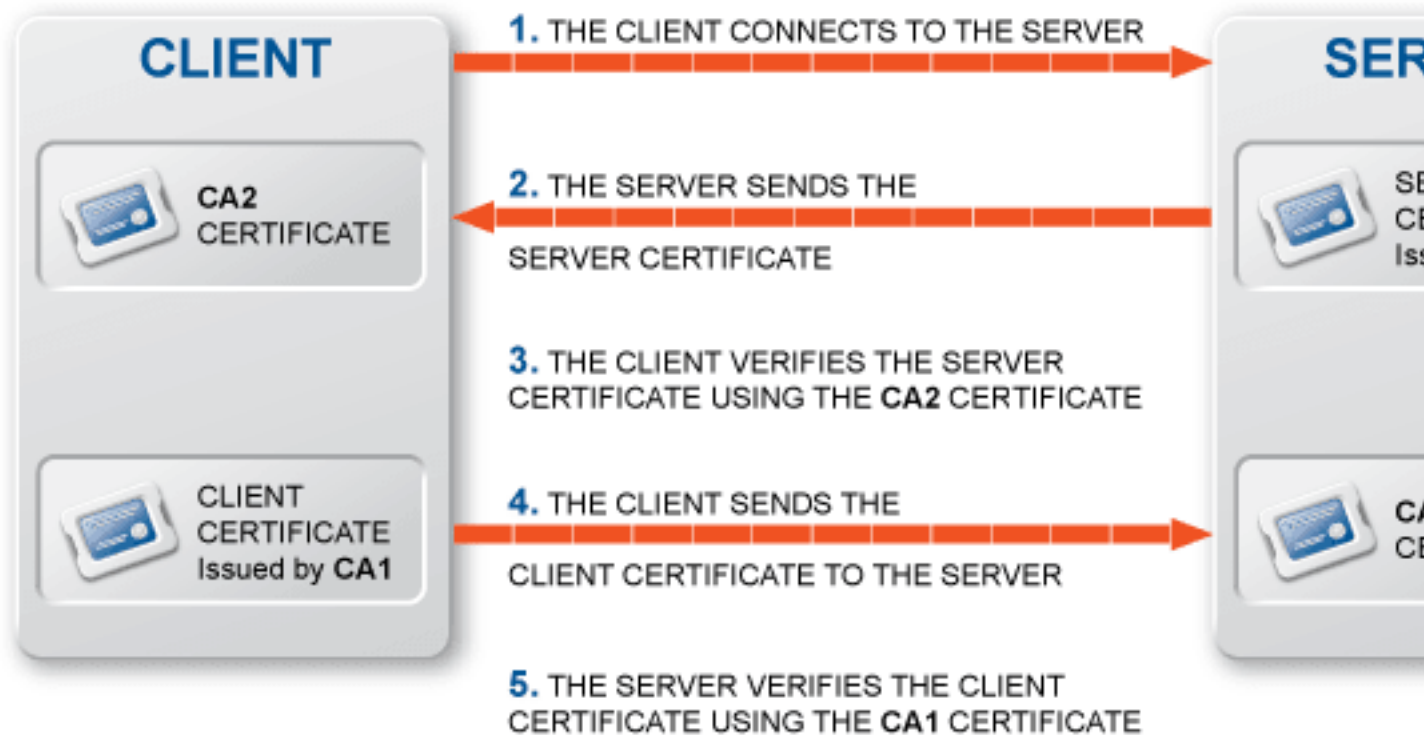 CLIENT
CA2
CERTIFICATE
CLIENT
CERTIFICATE
Issued by CA1
1. THE CLIENT CONNECTS TO THE SERVER
2. THE SERVER SENDS THE
SERVER CERTIFICATE
3. THE CLIENT VERIFIES THE SERVER
CERTIFICATE USING THE CA2 CERTIFICATE
4. THE CLIENT SENDS THE
CLIENT CERTIFICATE TO THE SERVER
5. THE SERVER VERIFIES THE CLIENT
CERTIFICATE USING THE CA1 CERTIFICATE